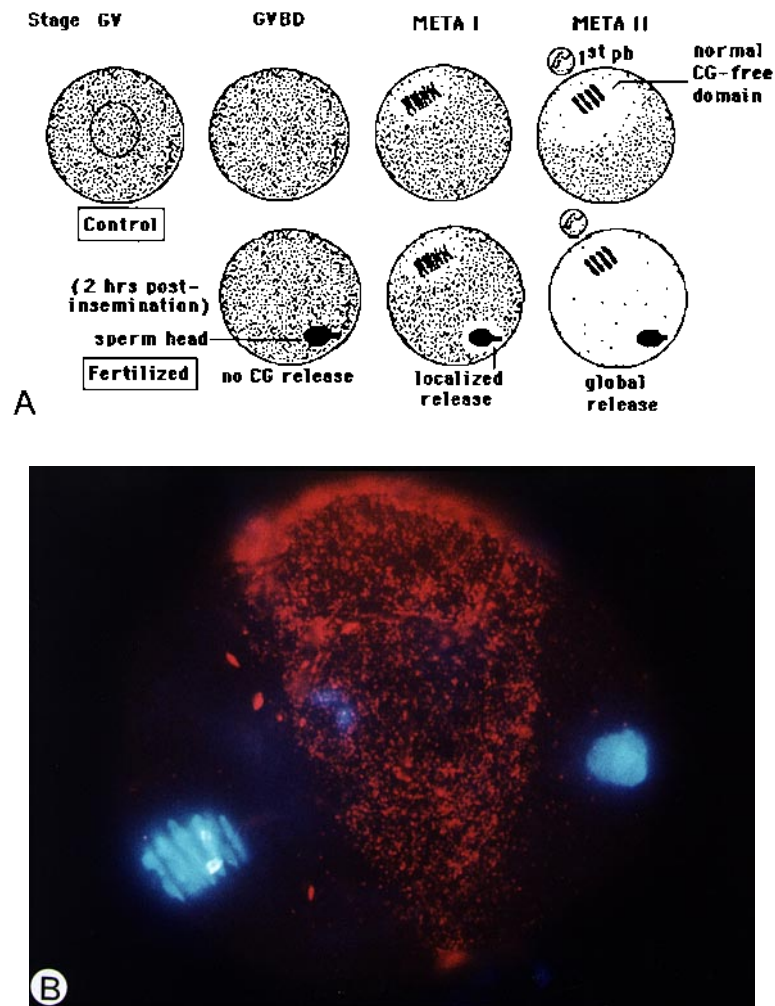 Stage GV GVBD META I META II
1st pb
normal
CG-free
domain
Control
(2 hrs post-
insemination)
sperm head
Fertilized
no CG release
localized
release
global
release
A
B